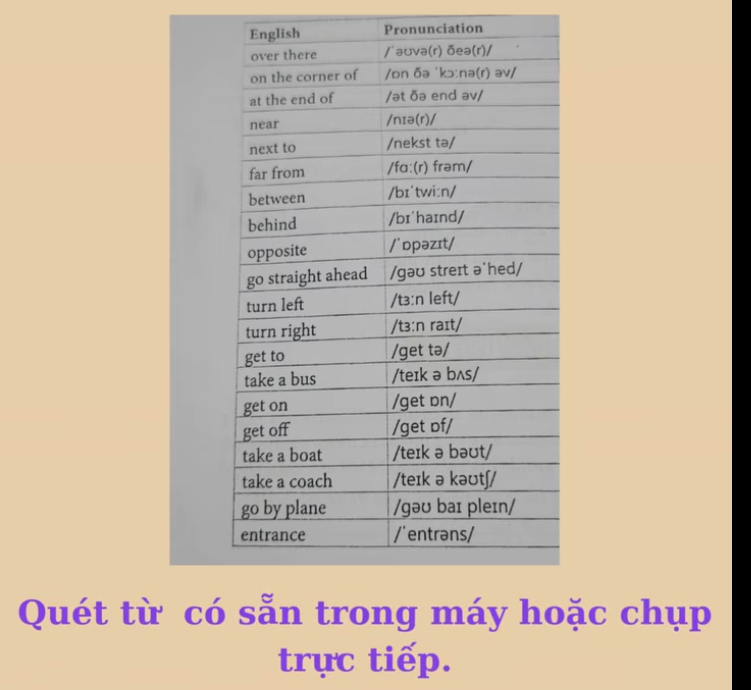 English Pronunciation
over there /ˈəʊvə(r) ðeə(r)/
on the corner of /ɒn ðə ˈkɔːnə(r) əv/
at the end of /ət ðə end əv/
near /nɪə(r)/
next to /nekst tə/
far from /fɑː(r) frəm/
between /bɪˈtwiːn/
behind /bɪˈhaɪnd/
opposite /ˈɒpəzɪt/
go straight ahead /gəʊ streɪt əˈhed/
turn left /tɜːn left/
turn right /tɜːn raɪt/
get to /get tə/
take a bus /teɪk ə bʌs/
get on /get ɒn/
get off /get ɒf/
take a boat /teɪk ə bəʊt/
take a coach /teɪk ə kəʊtʃ/
go by plane /gəʊ baɪ pleɪn/
entrance /ˈentrəns/
Quét từ có sẵn trong máy hoặc chụp
trực tiếp.